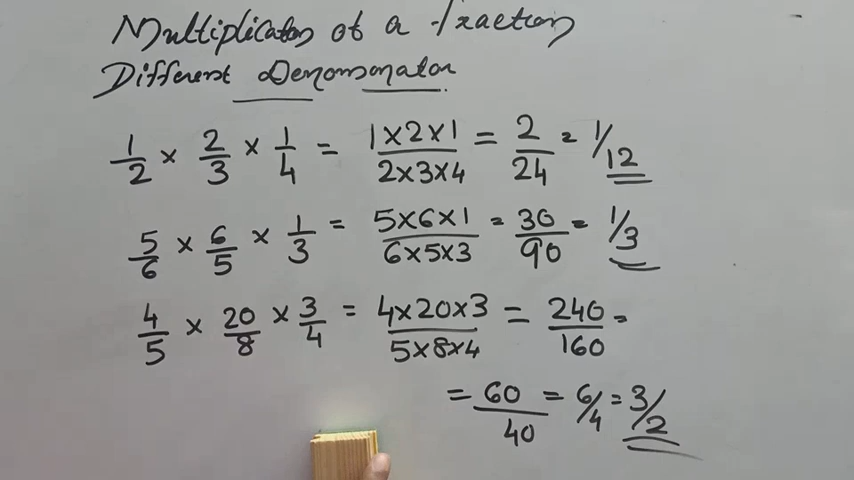 Multiplication of a fraction
Different Denomonator
1/2 × 2/3 × 1/4 = 1×2×1/2×3×4 = 2/24 = 1/12
5/6 × 6/5 × 1/3 = 5×6×1/6×5×3 = 30/90 = 1/3
4/5 × 20/8 × 3/4 = 4×20×3/5×8×4 = 240/160 =
= 60/40 = 6/4 = 3/2